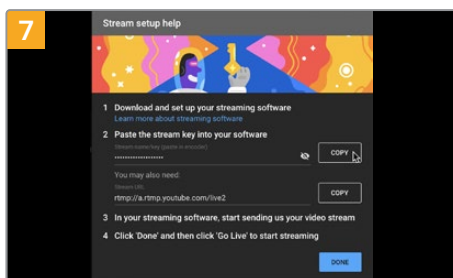 7
Stream setup help
1 Download and set up your streaming software
Learn more about streaming software
2 Paste the stream key into your software
Stream name/key (paste in encoder)
•••••••••••••••••••
COPY
You may also need:
Stream URL
rtmp://a.rtmp.youtube.com/live2
COPY
3 In your streaming software, start sending us your video stream
4 Click 'Done' and then click 'Go Live' to start streaming
DONE